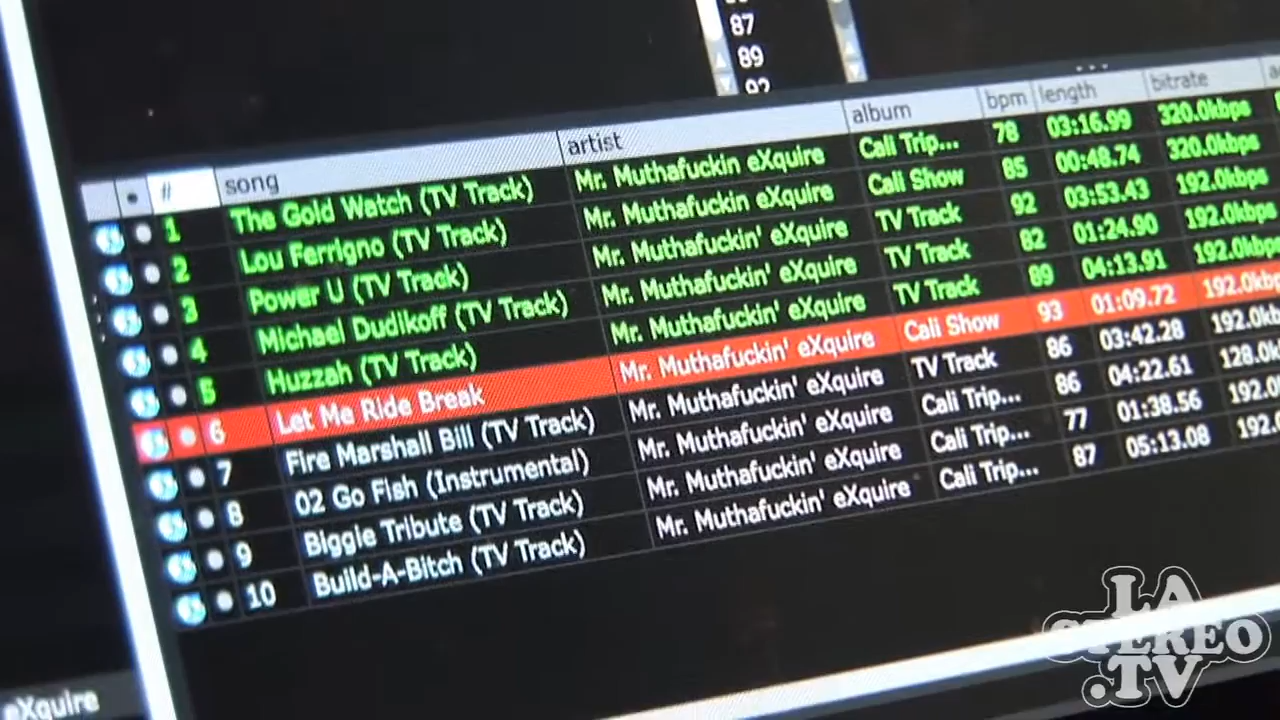 87
89
92
# song artist album bpm length bitrate
1 The Gold Watch (TV Track) Mr. Muthafuckin eXquire Cali Trip... 78 03:16.99 320.0kbps
2 Lou Ferrigno (TV Track) Mr. Muthafuckin eXquire Cali Show 85 00:48.74 320.0kbps
3 Power U (TV Track) Mr. Muthafuckin' eXquire TV Track 92 03:53.43 192.0kbps
4 Michael Dudikoff (TV Track) Mr. Muthafuckin' eXquire TV Track 82 01:24.90 192.0kbps
5 Huzzah (TV Track) Mr. Muthafuckin' eXquire TV Track 89 04:13.91 192.0kbps
6 Let Me Ride Break Mr. Muthafuckin' eXquire Cali Show 93 01:09.72 192.0kbp
7 Fire Marshall Bill (TV Track) Mr. Muthafuckin' eXquire TV Track 86 03:42.28 192.0kb
8 02 Go Fish (Instrumental) Mr. Muthafuckin' eXquire Cali Trip... 86 04:22.61 128.0k
9 Biggie Tribute (TV Track) Mr. Muthafuckin' eXquire Cali Trip... 77 01:38.56 192.0
10 Build-A-Bitch (TV Track) Mr. Muthafuckin' eXquire Cali Trip... 87 05:13.08 192.
eXquire
LA
STEREO
.TV